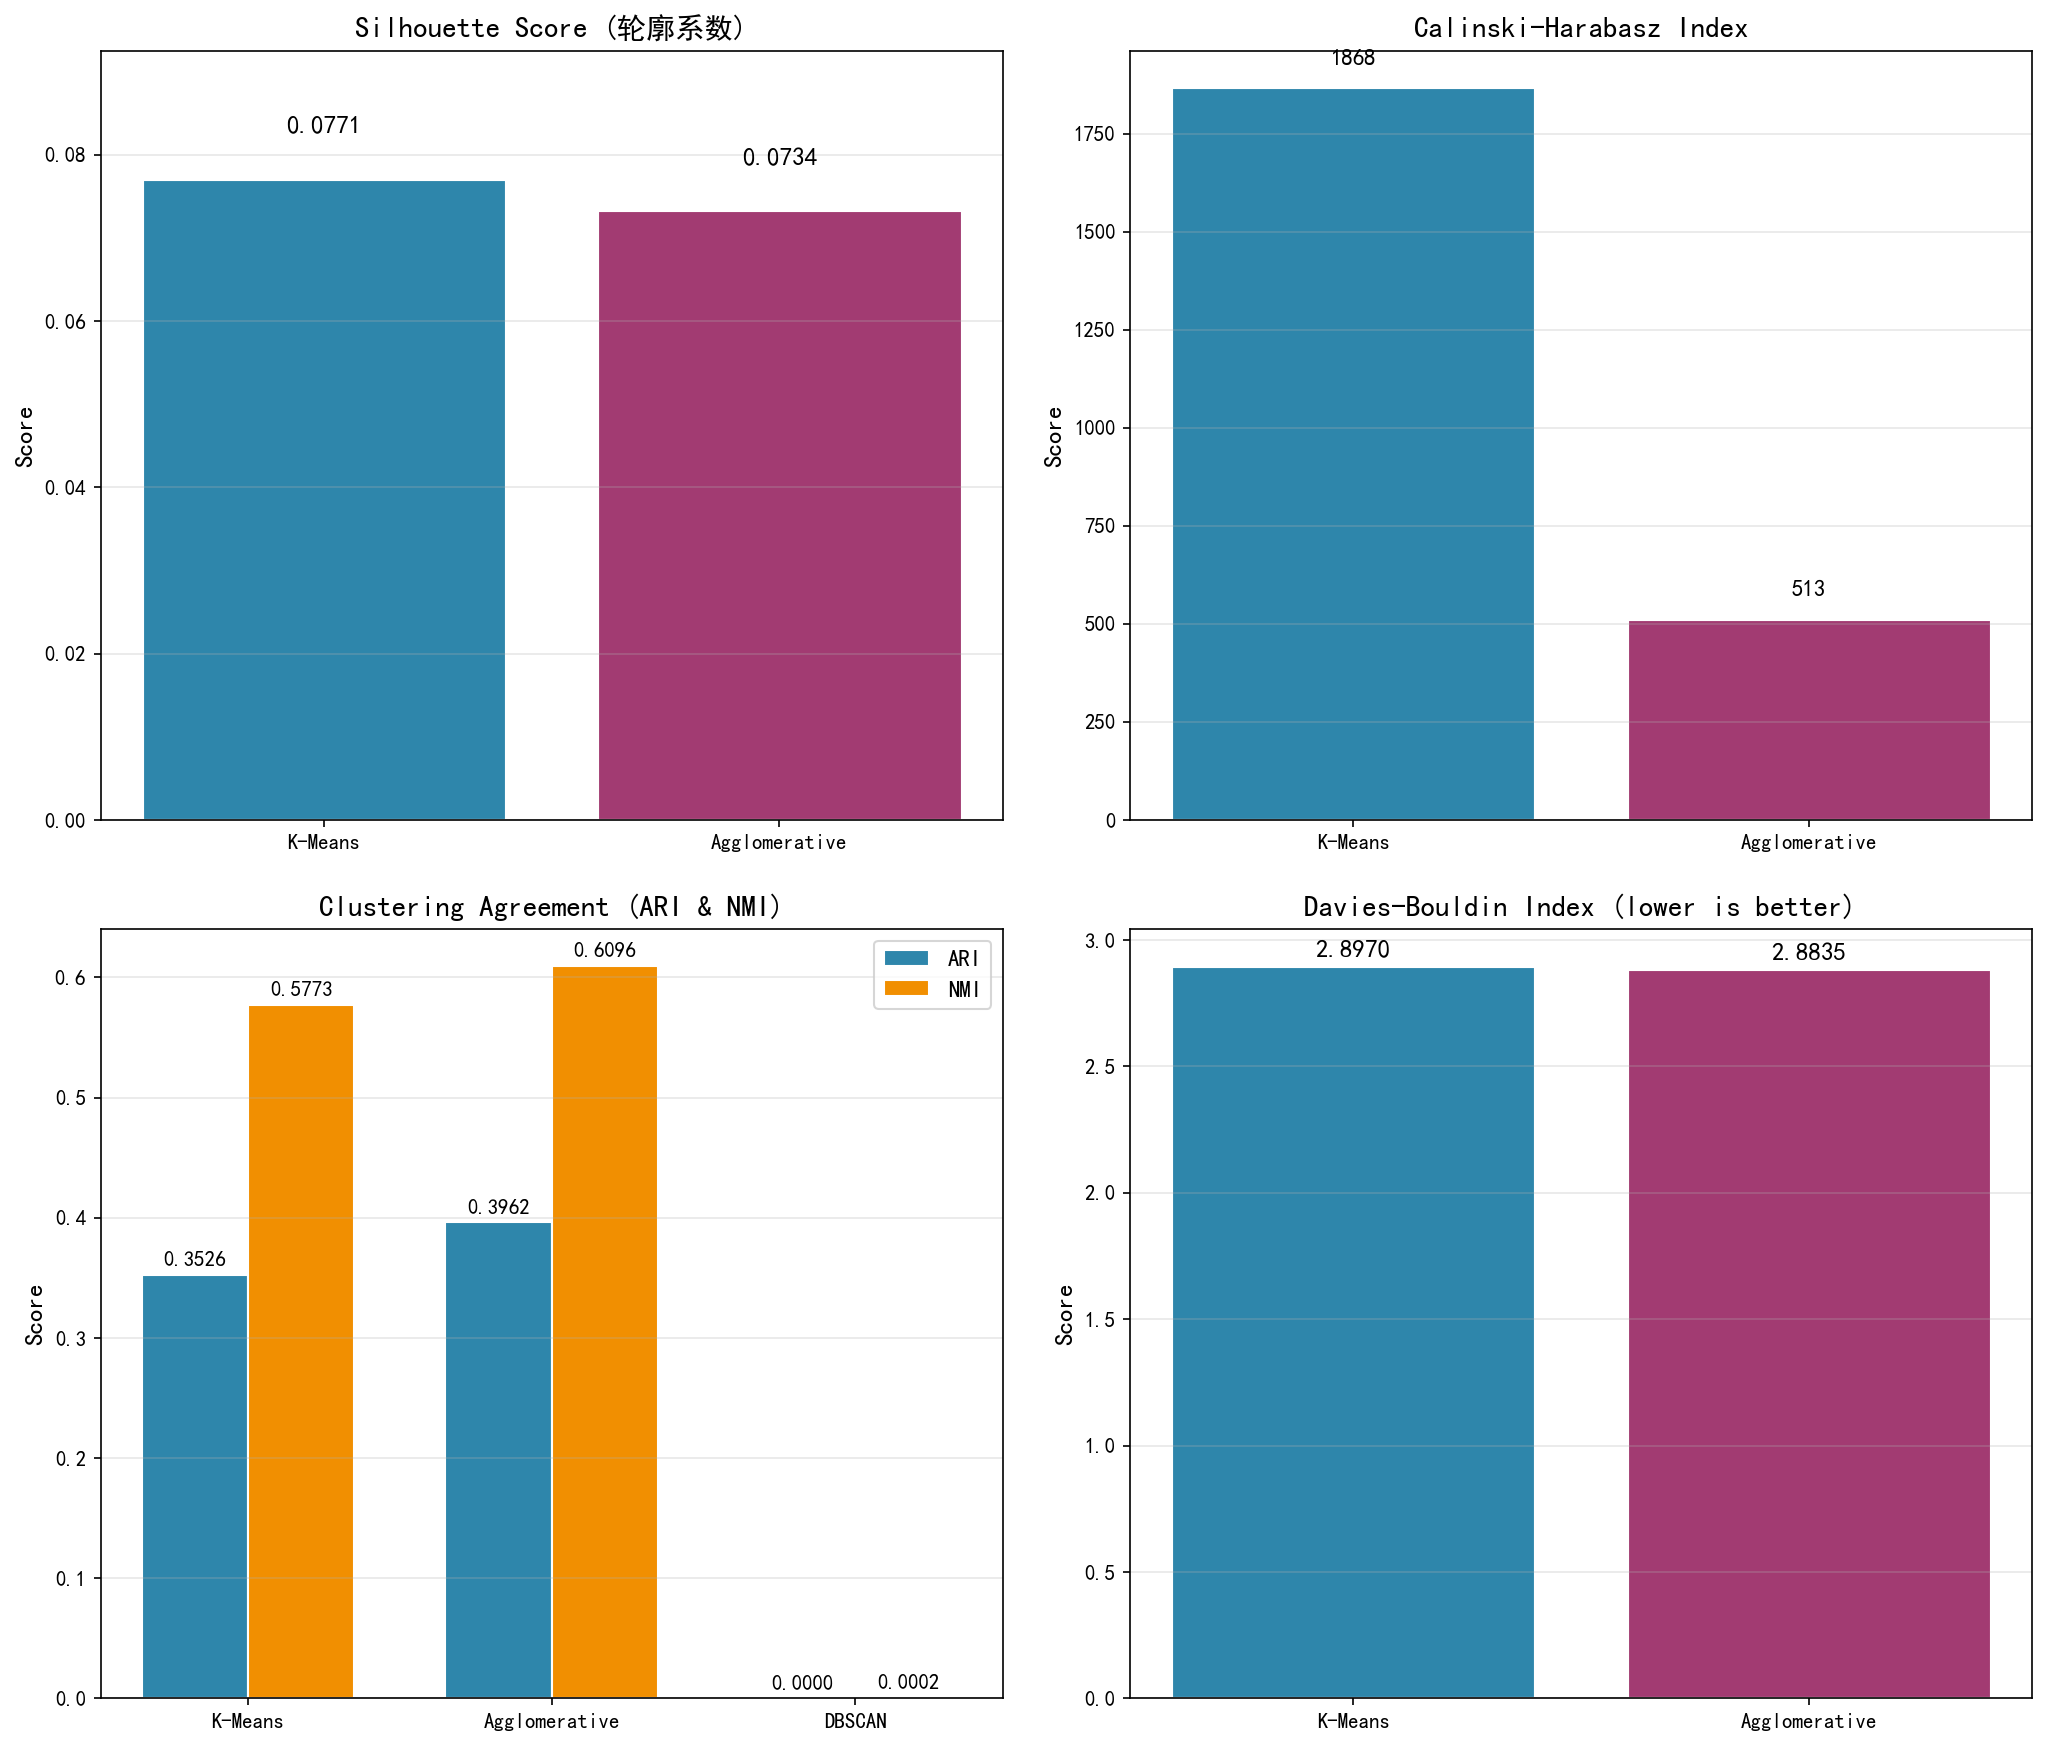 Silhouette Score (轮廓系数)
0.0771
0.0734
0.08
0.06
0.04
0.02
0.00
Score
K-Means
Agglomerative
Calinski-Harabasz Index
1868
513
1750
1500
1250
1000
750
500
250
0
Score
K-Means
Agglomerative
Clustering Agreement (ARI & NMI)
ARI
NMI
0.3526
0.5773
0.3962
0.6096
0.0000
0.0002
0.6
0.5
0.4
0.3
0.2
0.1
0.0
Score
K-Means
Agglomerative
DBSCAN
Davies-Bouldin Index (lower is better)
2.8970
2.8835
3.0
2.5
2.0
1.5
1.0
0.5
0.0
Score
K-Means
Agglomerative